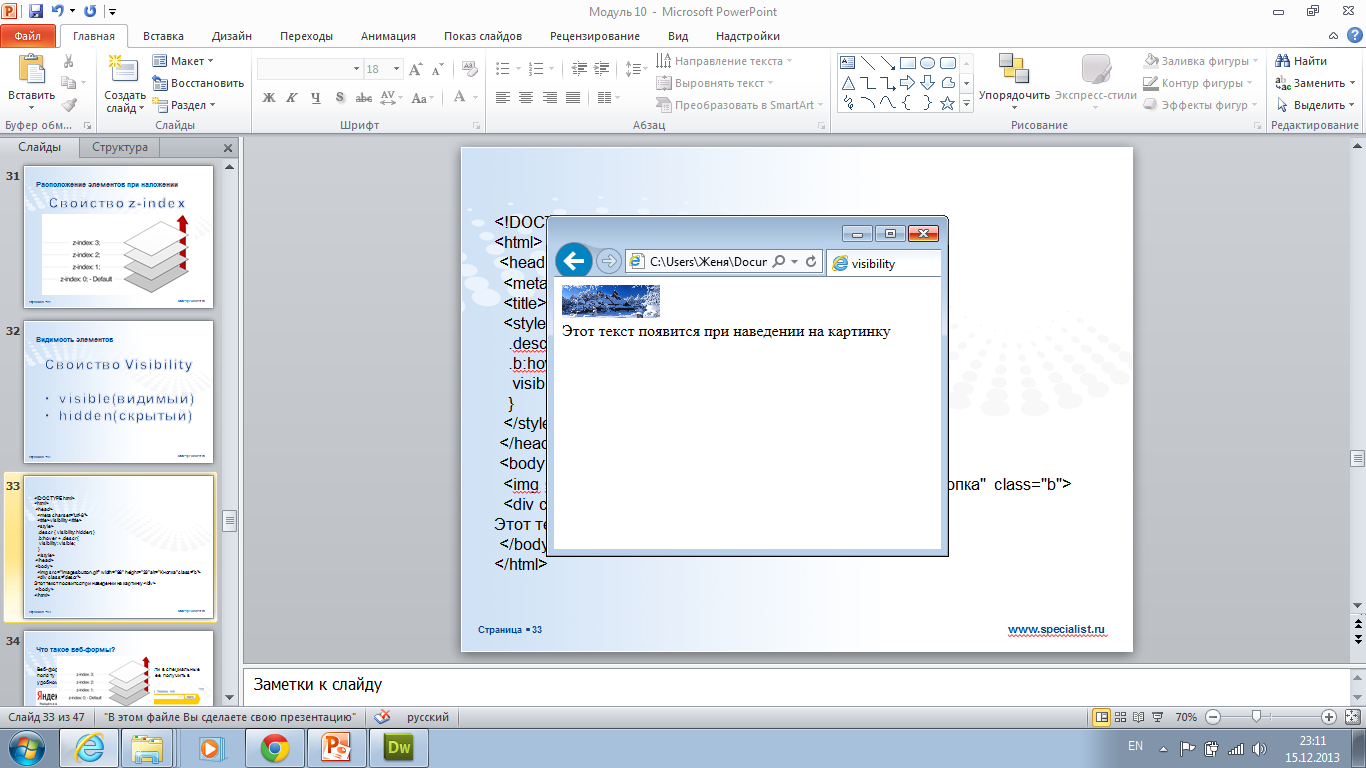 Модуль 10 - Microsoft PowerPoint
Файл Главная Вставка Дизайн Переходы Анимация Показ слайдов Рецензирование Вид Надстройки
Вставить
Буфер обм...
Создать слайд
Макет
Восстановить
Раздел
Слайды
18
Ж К Ч S abc AV Aa A
Шрифт
Направление текста
Выровнять текст
Преобразовать в SmartArt
Абзац
Упорядочить
Экспресс-стили
Заливка фигуры
Контур фигуры
Эффекты фигур
Рисование
Найти
Заменить
Выделить
Редактирование
Слайды Структура
31
Расположение элементов при наложении
Свойство z-index
z-index: 3;
z-index: 2;
z-index: 1;
z-index: 0; - Default
32
Видимость элементов
Свойство Visibility
• visible(видимый)
• hidden(скрытый)
33
34
Что такое веб-формы?
<!DOCT
<html>
<head
<meta
<title>
<style
.desc
.b:hov
visib
}
</style
</head
<body
<img s
опка" class="b">
<div c
Этот те
</body
</html>
Страница ▪ 33
www.specialist.ru
C:\Users\Женя\Docur
visibility
Этот текст появится при наведении на картинку
Заметки к слайду
Слайд 33 из 47
"В этом файле Вы сделаете свою презентацию"
русский
70%
EN
23:11
15.12.2013